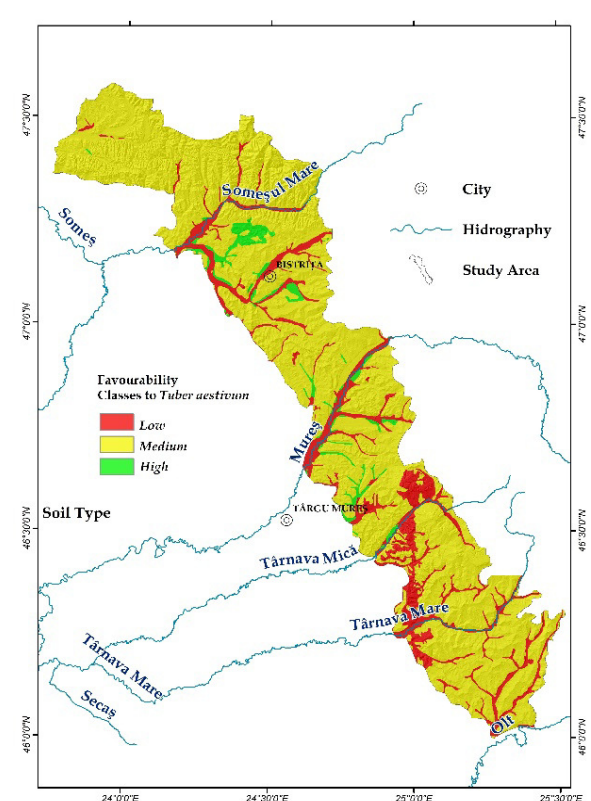 47°30'0"N
47°30'0"N
Someșul Mare
City
Someș
Hidrography
BISTRIȚA
Study Area
47°0'0"N
47°0'0"N
Favourability
Classes to Tuber aestivum
Low
Medium
High
Mureș
Soil Type
TÂRGU MUREȘ
46°30'0"N
46°30'0"N
Târnava Mică
Târnava Mare
Târnava Mare
Secaș
Olt
46°0'0"N
46°0'0"N
24°0'0"E
24°30'0"E
25°0'0"E
25°30'0"E